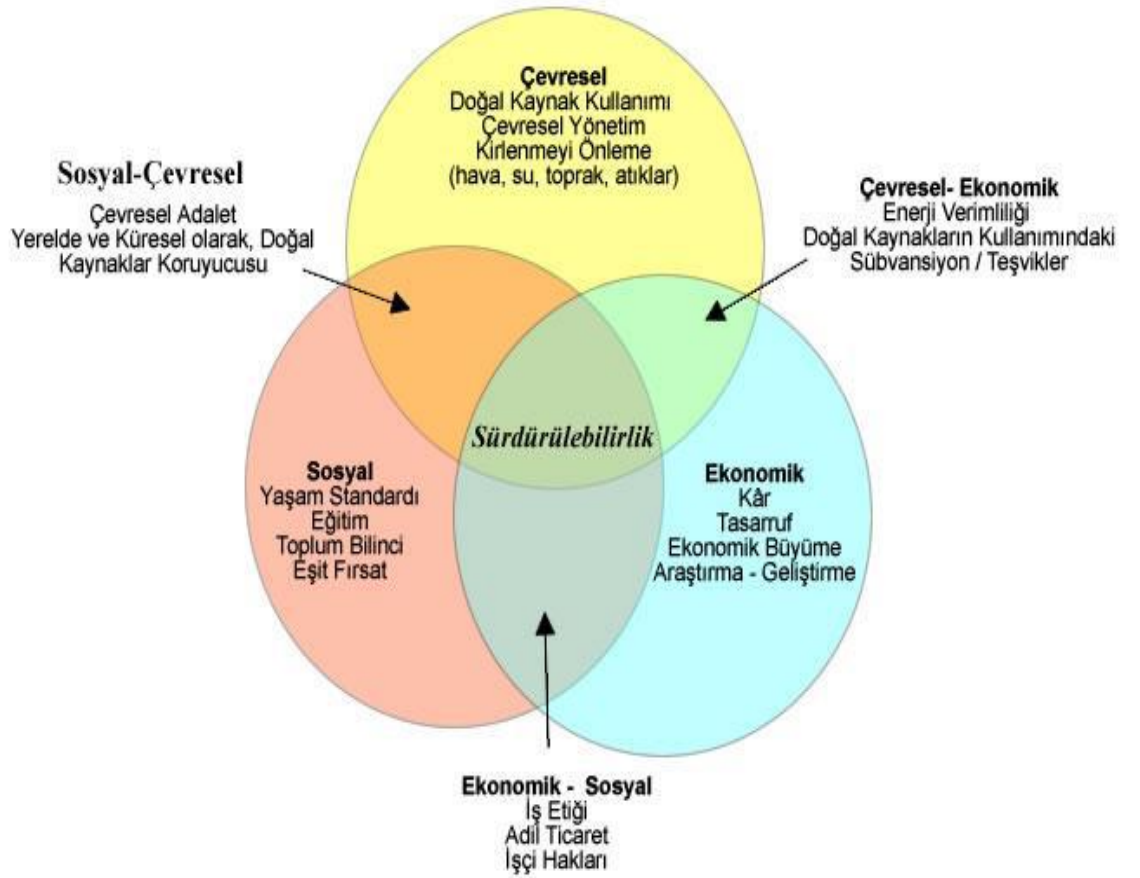 Çevresel
Doğal Kaynak Kullanımı
Çevresel Yönetim
Kirlenmeyi Önleme
(hava, su, toprak, atıklar)
Sosyal-Çevresel
Çevresel Adalet
Yerelde ve Küresel olarak, Doğal
Kaynaklar Koruyucusu
Çevresel- Ekonomik
Enerji Verimliliği
Doğal Kaynakların Kullanımındaki
Sübvansiyon / Teşvikler
Sürdürülebilirlik
Sosyal
Yaşam Standardı
Eğitim
Toplum Bilinci
Eşit Fırsat
Ekonomik
Kâr
Tasarruf
Ekonomik Büyüme
Araştırma - Geliştirme
Ekonomik - Sosyal
İş Etiği
Adil Ticaret
İşçi Hakları